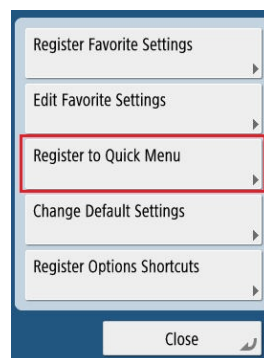 Register Favorite Settings
Edit Favorite Settings
Register to Quick Menu
Change Default Settings
Register Options Shortcuts
Close